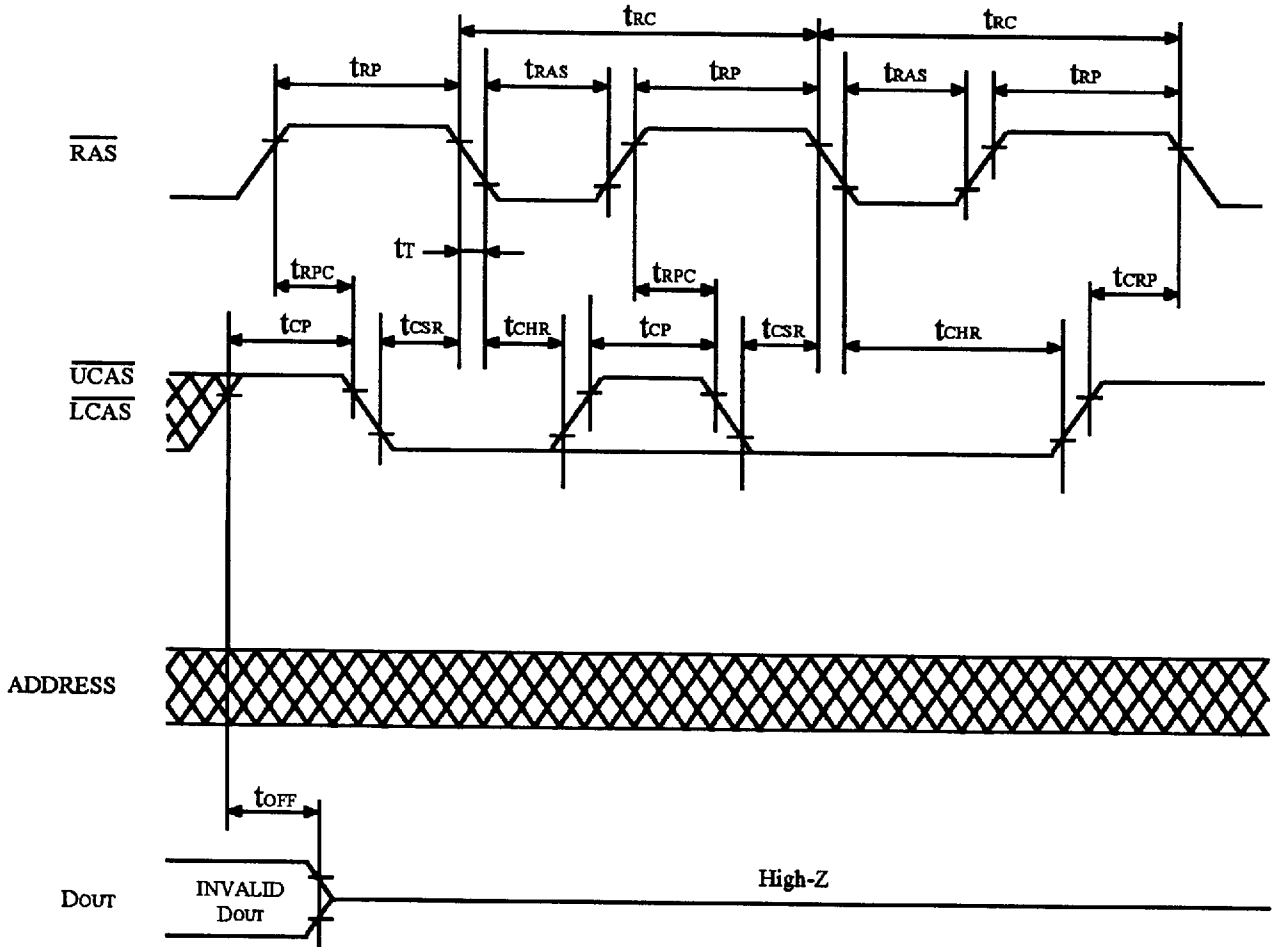 tRC tRC
tRP tRAS tRP tRAS tRP
RAS
tT
tRPC tRPC tCRP
tCP tCSR tCHR tCP tCSR tCHR
UCAS
LCAS
ADDRESS
tOFF
DOUT INVALID DOUT High-Z